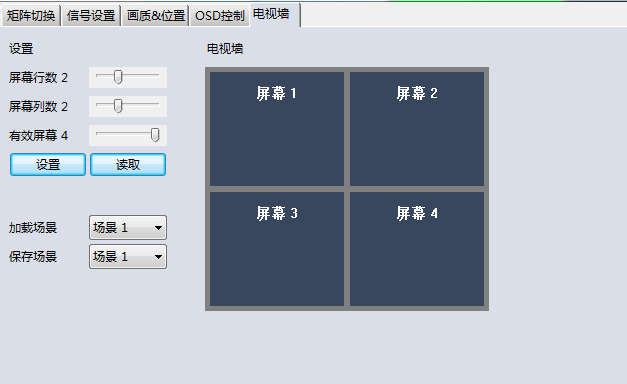 矩阵切换 信号设置 画质&位置 OSD控制 电视墙
设置
屏幕行数 2
屏幕列数 2
有效屏幕 4
设置 读取
加载场景 场景 1
保存场景 场景 1
电视墙
屏幕 1 屏幕 2
屏幕 3 屏幕 4